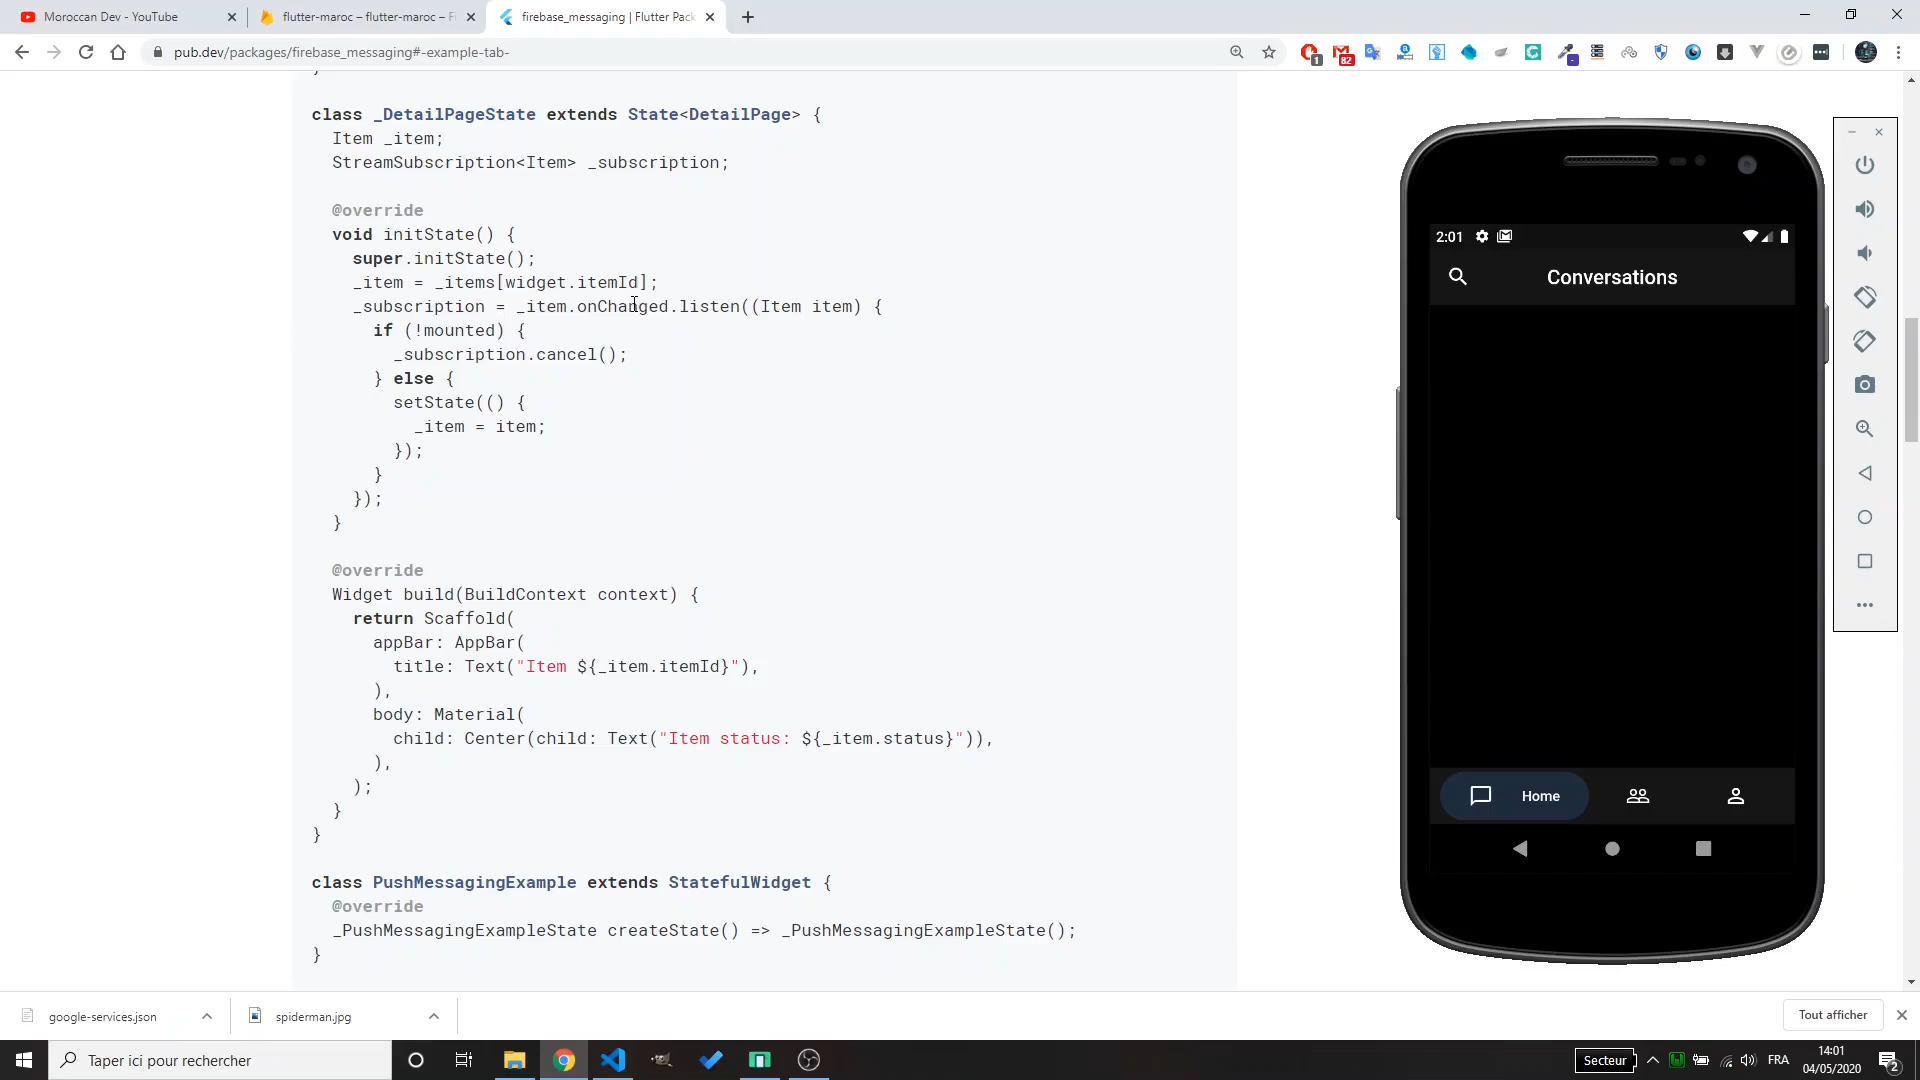 Moroccan Dev - YouTube
flutter-maroc – flutter-maroc – Fi
firebase_messaging | Flutter Pack
pub.dev/packages/firebase_messaging#-example-tab-
1
82
}
class _DetailPageState extends State<DetailPage> {
Item _item;
StreamSubscription<Item> _subscription;
@override
void initState() {
super.initState();
_item = _items[widget.itemId];
_subscription = _item.onChanged.listen((Item item) {
if (!mounted) {
_subscription.cancel();
} else {
setState(() {
_item = item;
});
}
});
}
@override
Widget build(BuildContext context) {
return Scaffold(
appBar: AppBar(
title: Text("Item ${_item.itemId}"),
),
body: Material(
child: Center(child: Text("Item status: ${_item.status}")),
),
);
}
}
class PushMessagingExample extends StatefulWidget {
@override
_PushMessagingExampleState createState() => _PushMessagingExampleState();
}
2:01
Conversations
Home
google-services.json
spiderman.jpg
Tout afficher
Taper ici pour rechercher
Secteur
FRA
14:01
04/05/2020
2